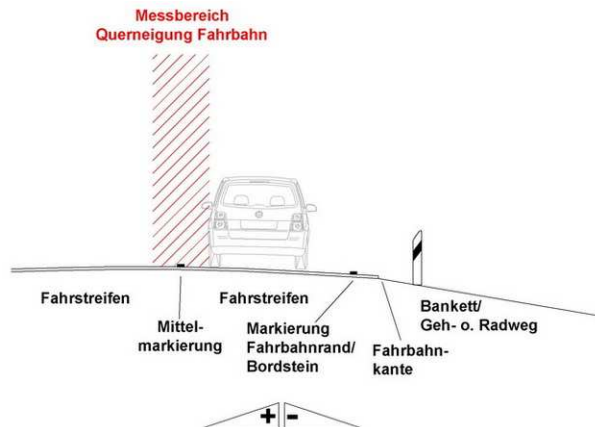 Messbereich
Querneigung Fahrbahn
Fahrstreifen
Mittel-
markierung
Fahrstreifen
Markierung
Fahrbahnrand/
Bordstein
Fahrbahn-
kante
Bankett/
Geh- o. Radweg
+ -